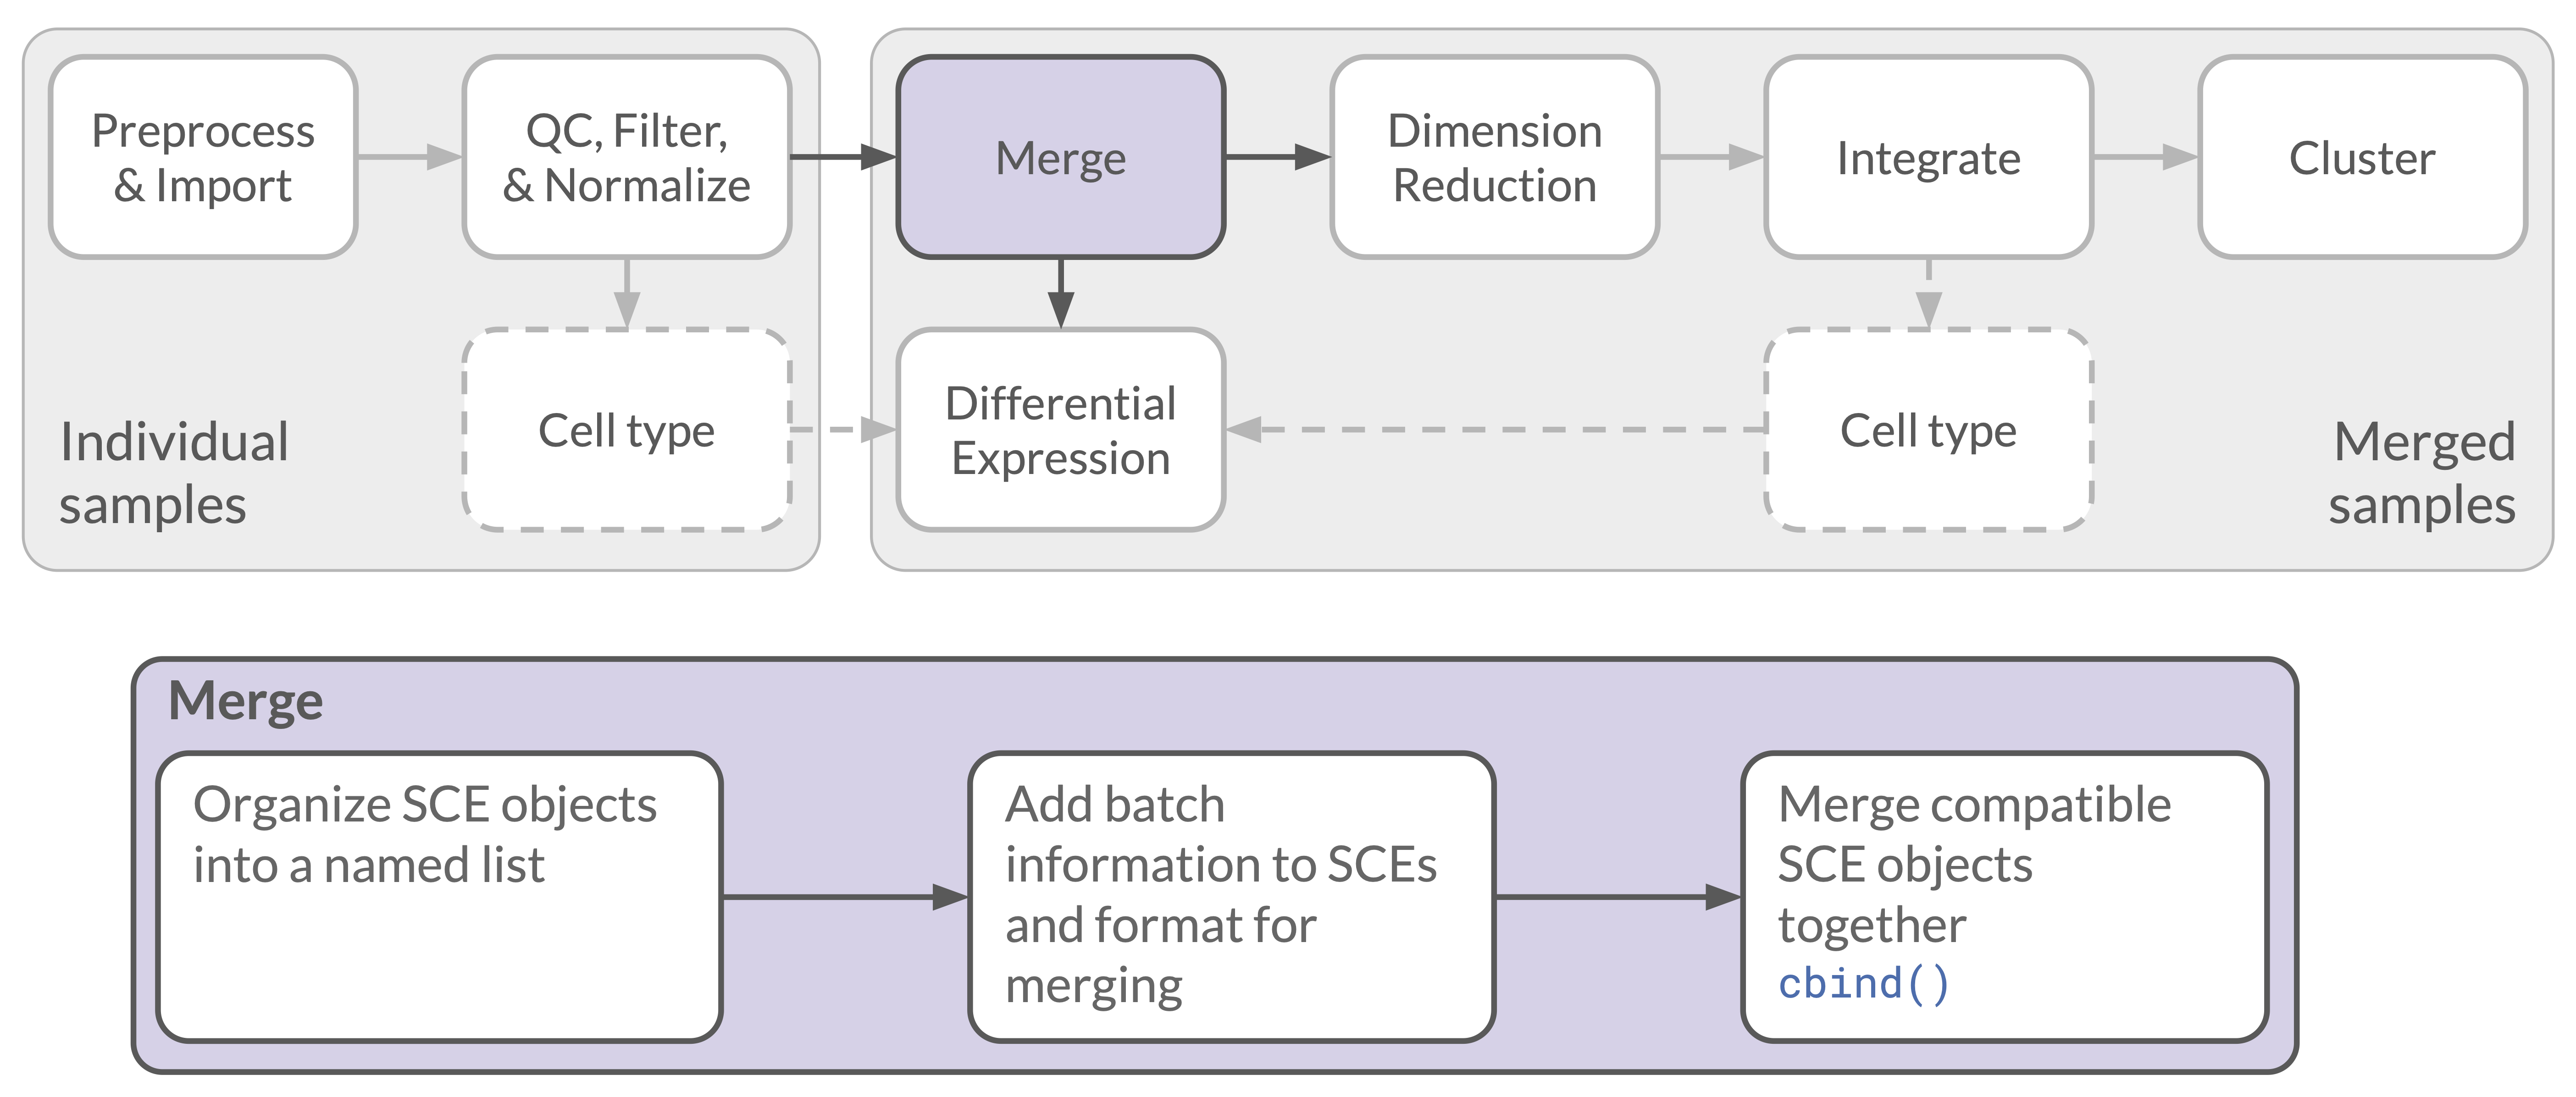 Preprocess
& Import
QC, Filter,
& Normalize
Merge
Dimension
Reduction
Integrate
Cluster
Individual
samples
Cell type
Differential
Expression
Cell type
Merged
samples
Merge
Organize SCE objects
into a named list
Add batch
information to SCEs
and format for
merging
Merge compatible
SCE objects
together
cbind()